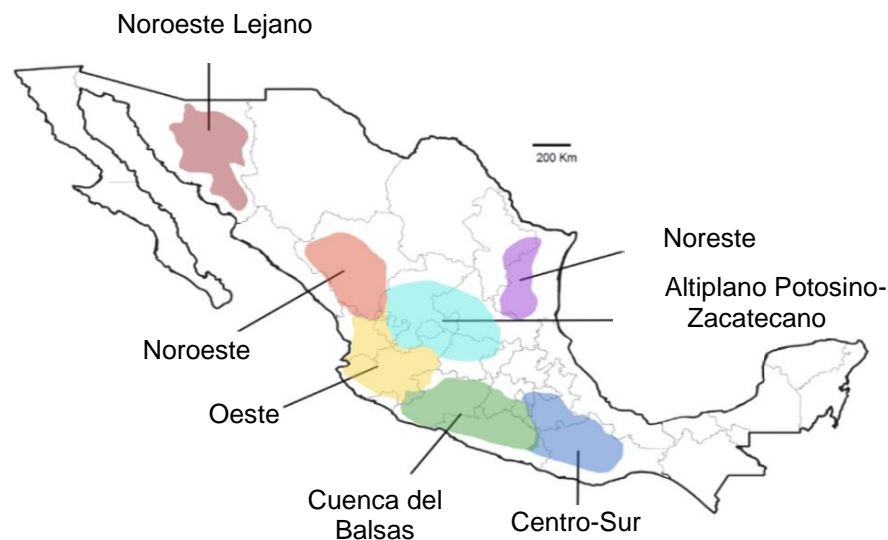 Noroeste Lejano
200 Km
Noreste
Altiplano Potosino-
Zacatecano
Noroeste
Oeste
Cuenca del
Balsas
Centro-Sur